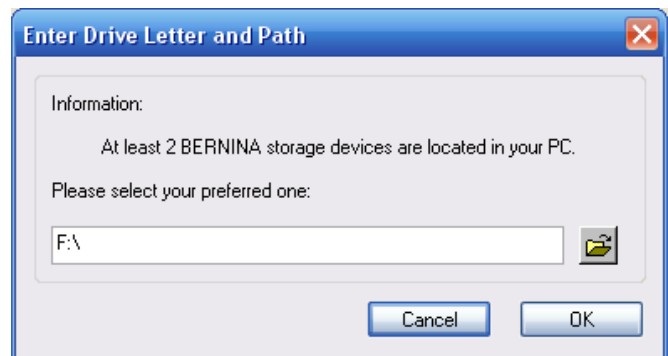 Enter Drive Letter and Path
Information:
At least 2 BERNINA storage devices are located in your PC.
Please select your preferred one:
F:\
Cancel OK